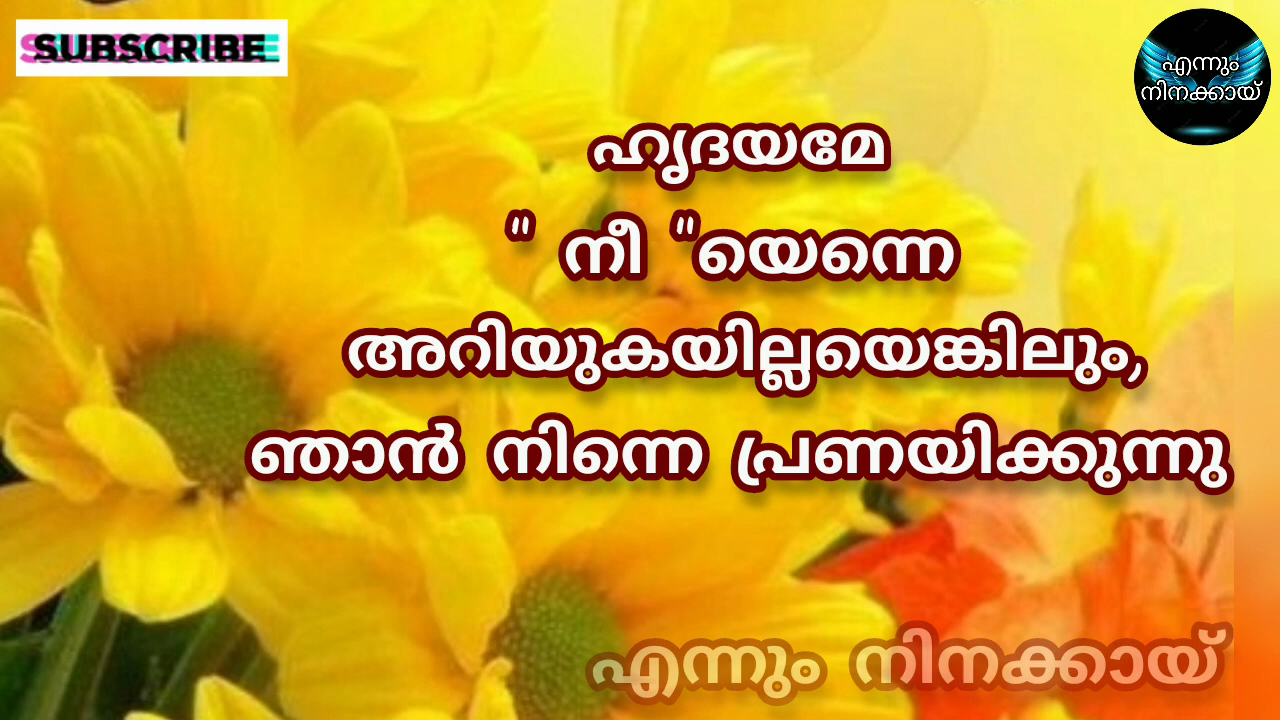 SUBSCRIBE
എന്നും
നിനക്കായ്
ഹൃദയമേ
" നീ "യെന്നെ
അറിയുകയില്ലയെങ്കിലും,
ഞാൻ നിന്നെ പ്രണയിക്കുന്നു
എന്നും നിനക്കായ്